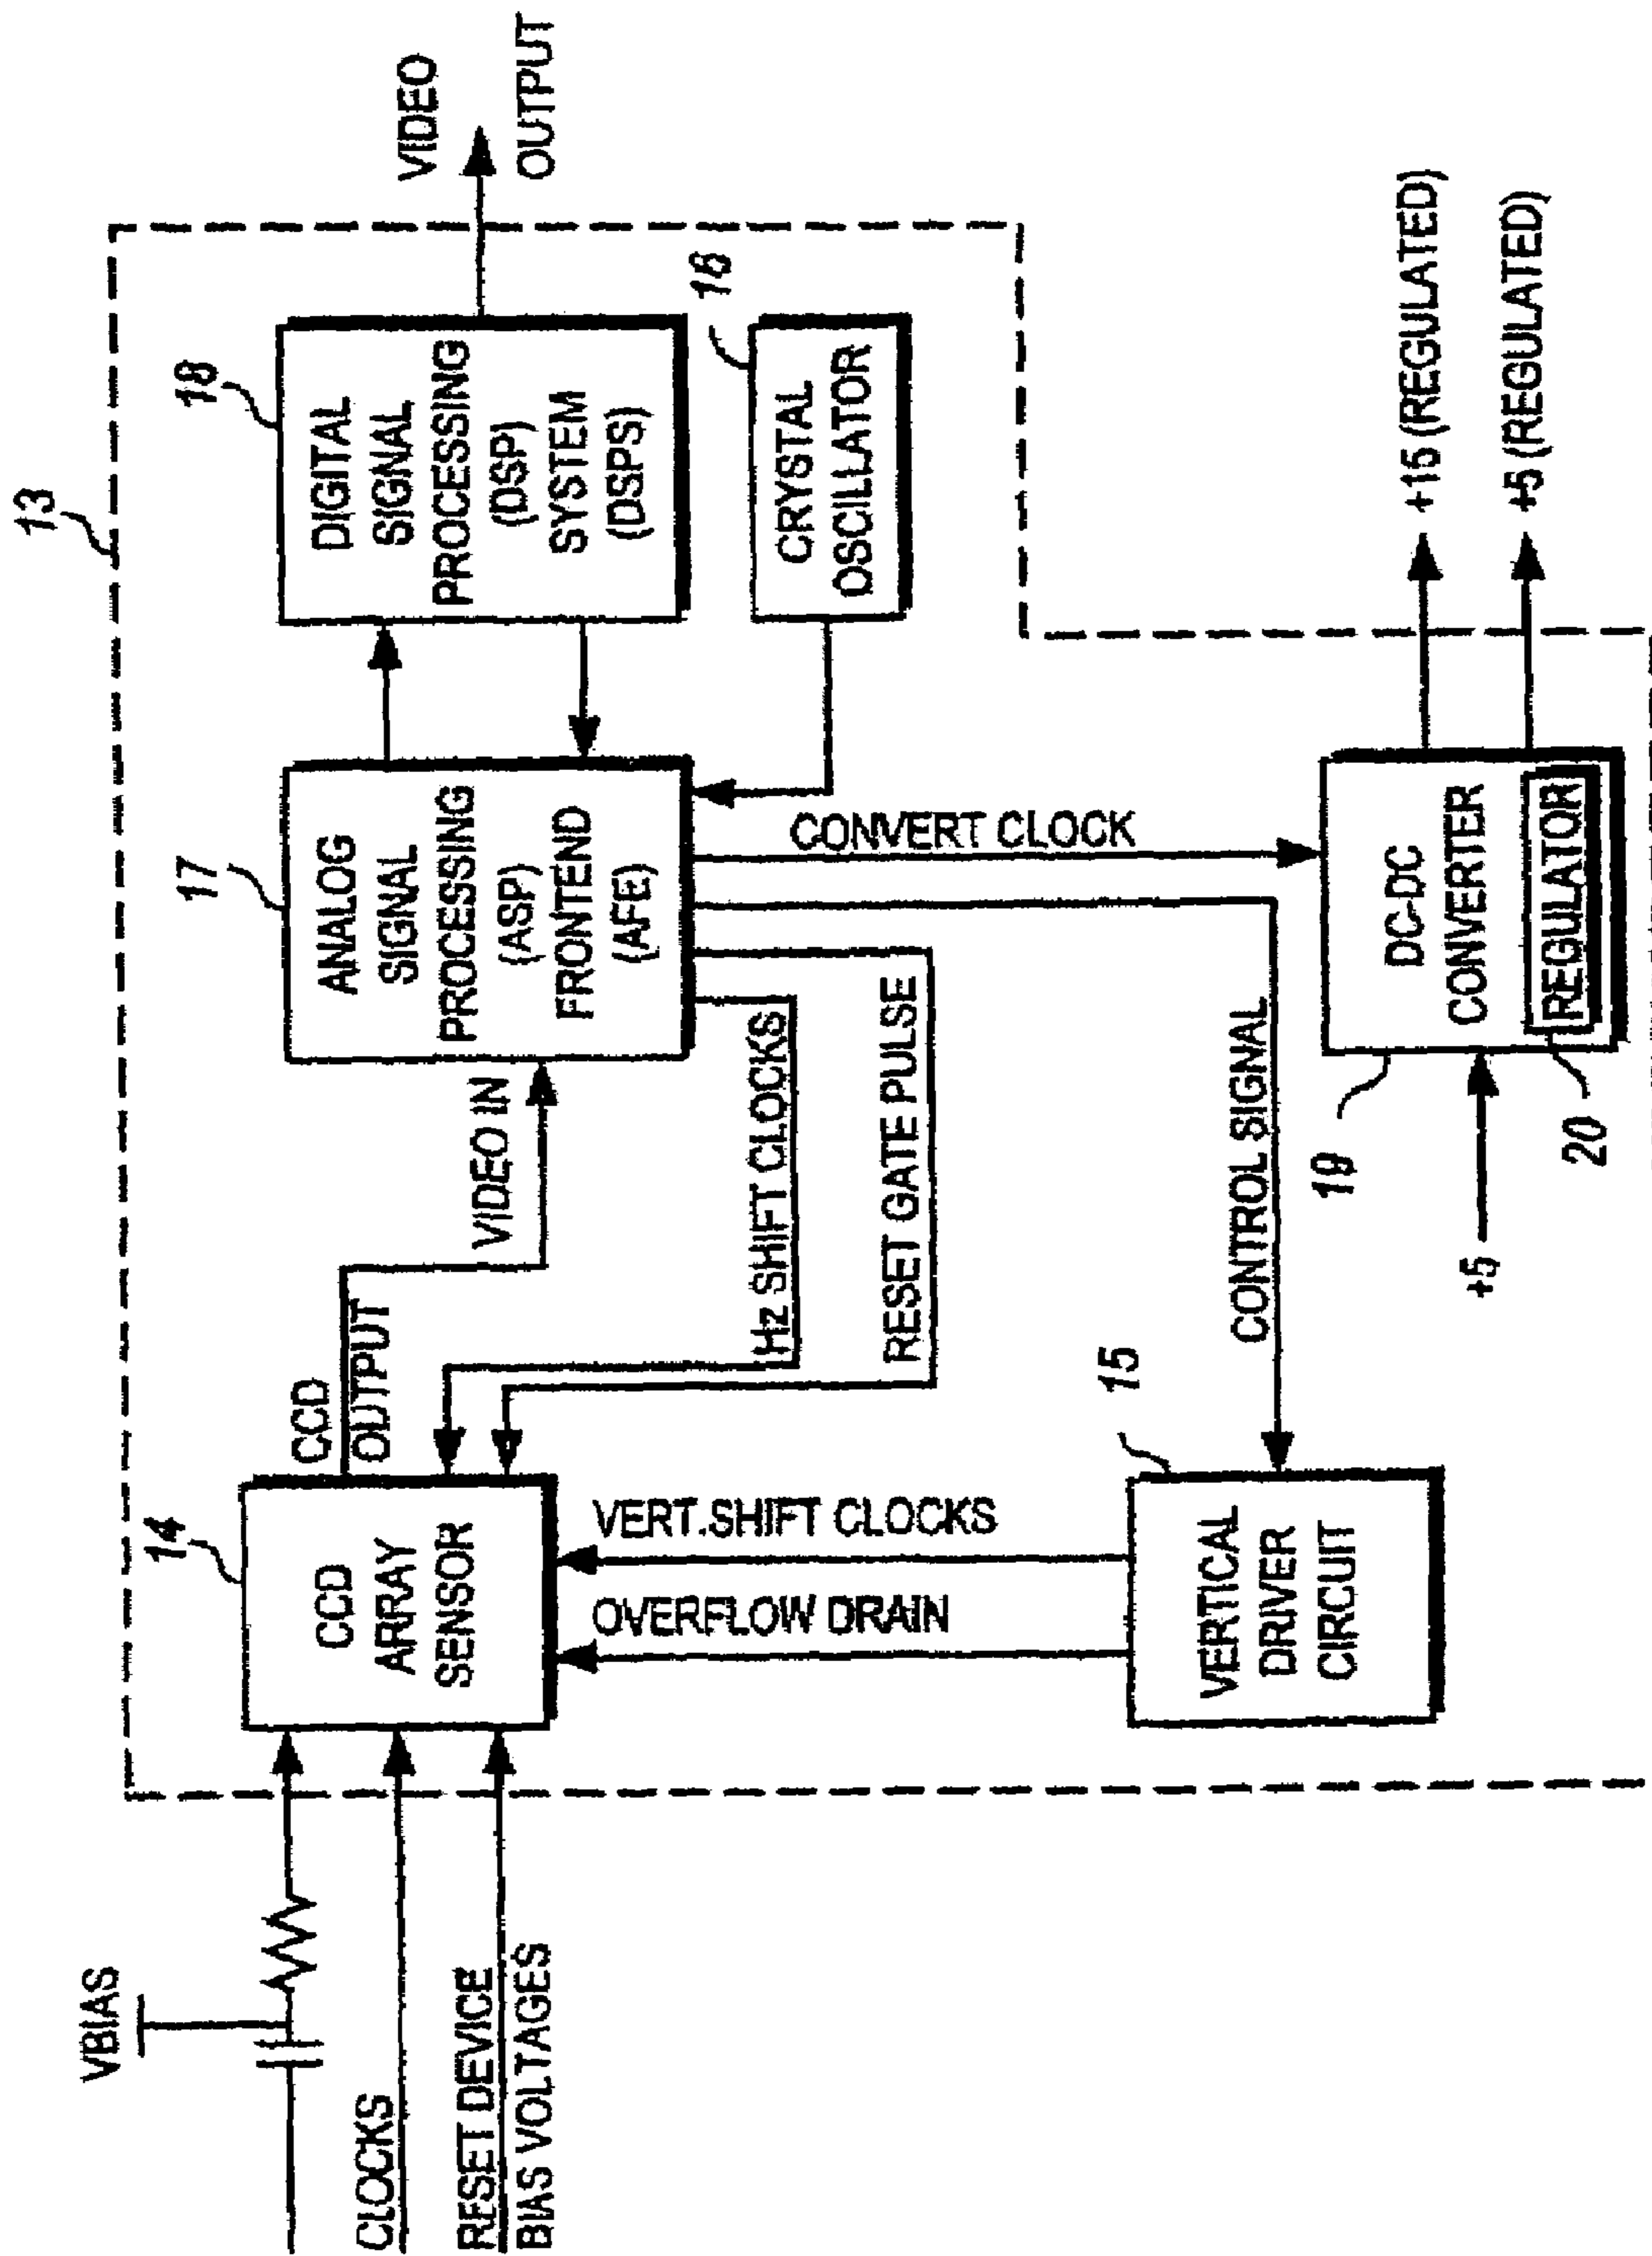 13
VBIAS
CLOCKS
RESET DEVICE
BIAS VOLTAGES
14
CCD
ARRAY
SENSOR
CCD
OUTPUT
VIDEO IN
17
ANALOG
SIGNAL
PROCESSING
(ASP)
FRONTEND
(AFE)
18
DIGITAL
SIGNAL
PROCESSING
(DSP)
SYSTEM
(DSPS)
VIDEO
OUTPUT
16
CRYSTAL
OSCILLATOR
Hz SHIFT CLOCKS
RESET GATE PULSE
CONVERT CLOCK
CONTROL SIGNAL
VERT.SHIFT CLOCKS
OVERFLOW DRAIN
15
VERTICAL
DRIVER
CIRCUIT
19
DC-DC
CONVERTER
REGULATOR
20
+5
+15 (REGULATED)
+5 (REGULATED)